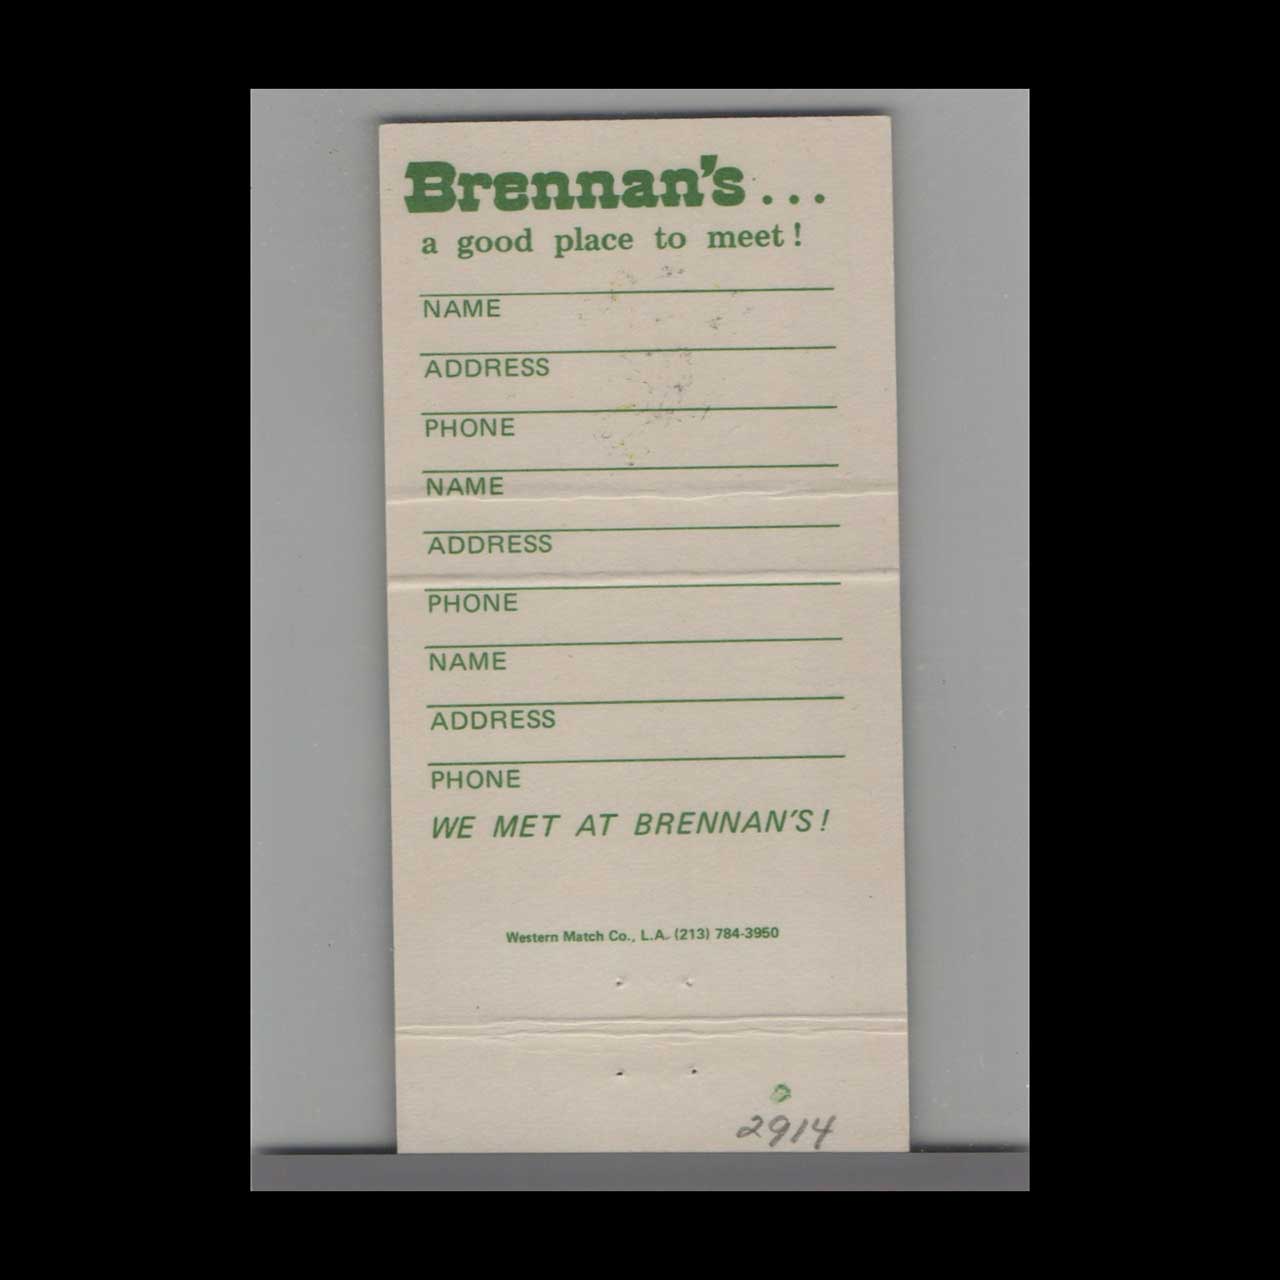 Brennan's...
a good place to meet!
NAME
ADDRESS
PHONE
NAME
ADDRESS
PHONE
NAME
ADDRESS
PHONE
WE MET AT BRENNAN'S!
Western Match Co., L.A. (213) 784-3950
2914